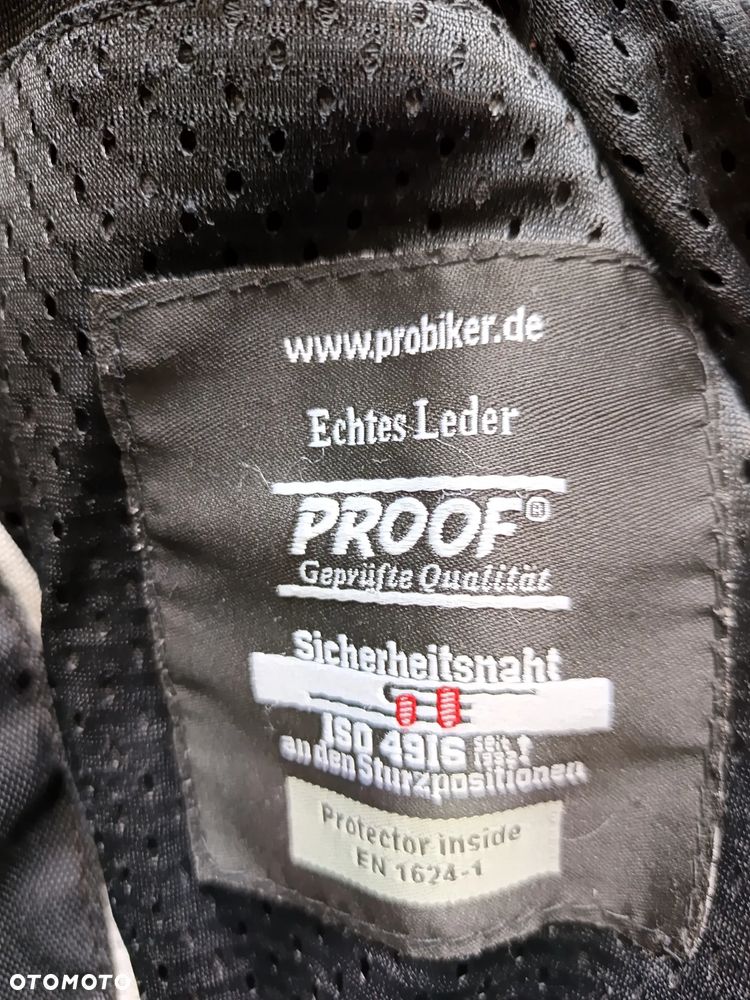 www.probiker.de
Echtes Leder
PROOF®
Geprüfte Qualität
Sicherheitsnaht
ISO 4916 seit
an den Sturzpositionen
Protector inside
EN 1624-1
OTOMOTO